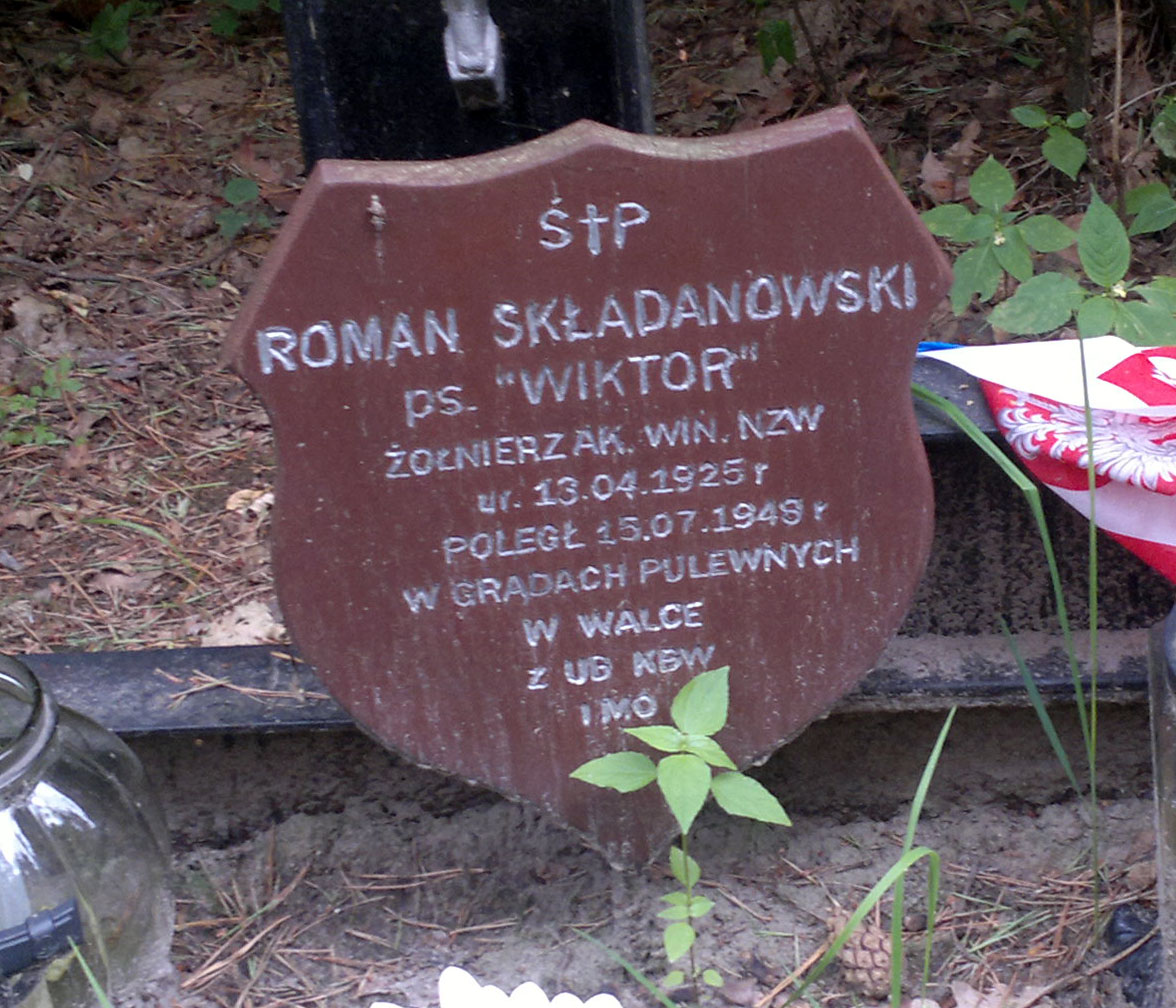 Ś†P
ROMAN SKŁADANOWSKI
ps. "WIKTOR"
ŻOŁNIERZ AK. WIN. NZW
ur. 13.04.1925 r
POLEGŁ 15.07.1948 r
W GRĄDACH PULEWNYCH
W WALCE
Z UB KBW
I MO